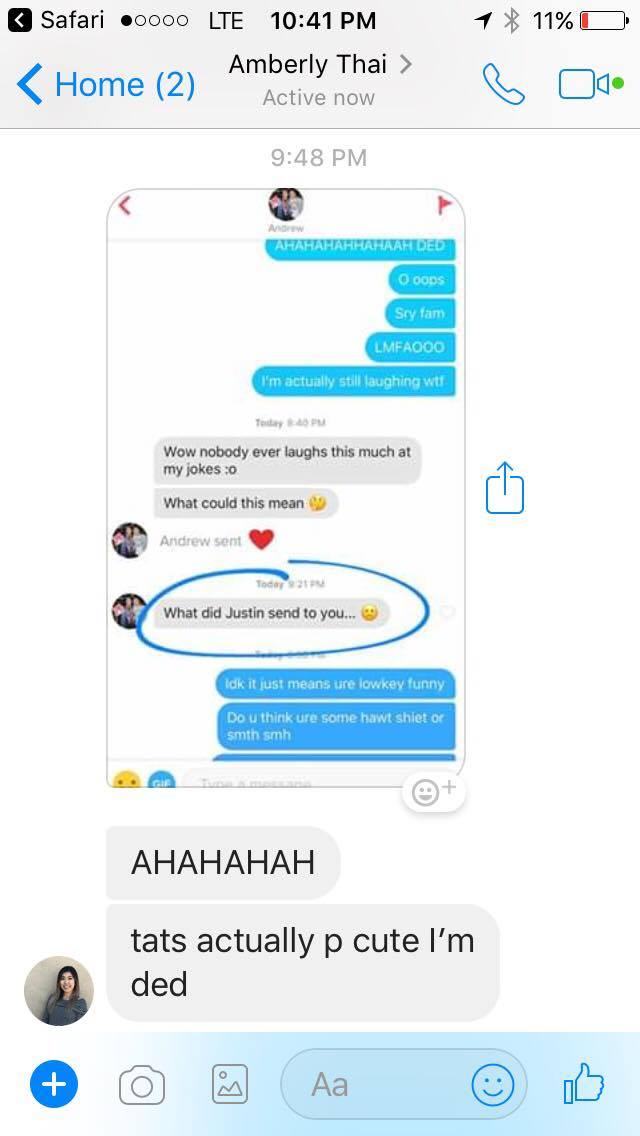 Safari LTE 10:41 PM 11%
Home (2) Amberly Thai
Active now
9:48 PM
Andrew
AHAHAHAHHAHAAH DED
O oops
Sry fam
LMFAOOO
I'm actually still laughing wtf
Today 8:40 PM
Wow nobody ever laughs this much at
my jokes :o
What could this mean 🤔
Andrew sent ❤️
Today 9:21 PM
What did Justin send to you... 🙁
Idk it just means ure lowkey funny
Do u think ure some hawt shiet or
smth smh
GIF Type a message
AHAHAHAH
tats actually p cute I'm
ded
Aa